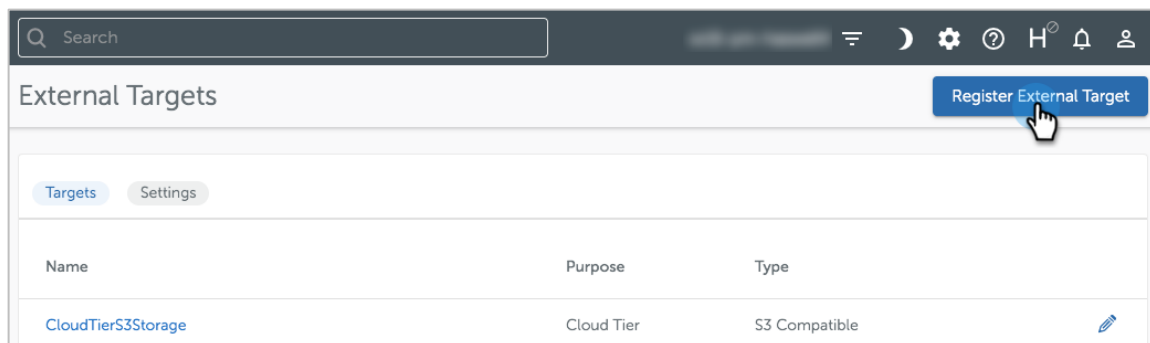 Search
H
External Targets
Register External Target
Targets Settings
Name Purpose Type
CloudTierS3Storage Cloud Tier S3 Compatible